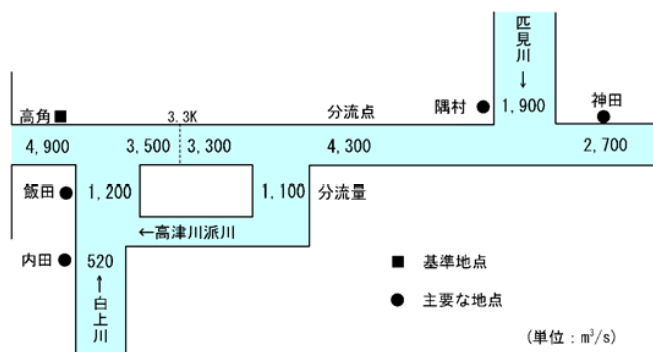 匹見川
↓
高角
3.3K
分流点
隅村
1,900
神田
4,900
3,500
3,300
4,300
2,700
飯田
1,200
1,100
分流量
←高津川派川
内田
520
↑
白上川
■ 基準地点
● 主要な地点
(単位：m³/s)